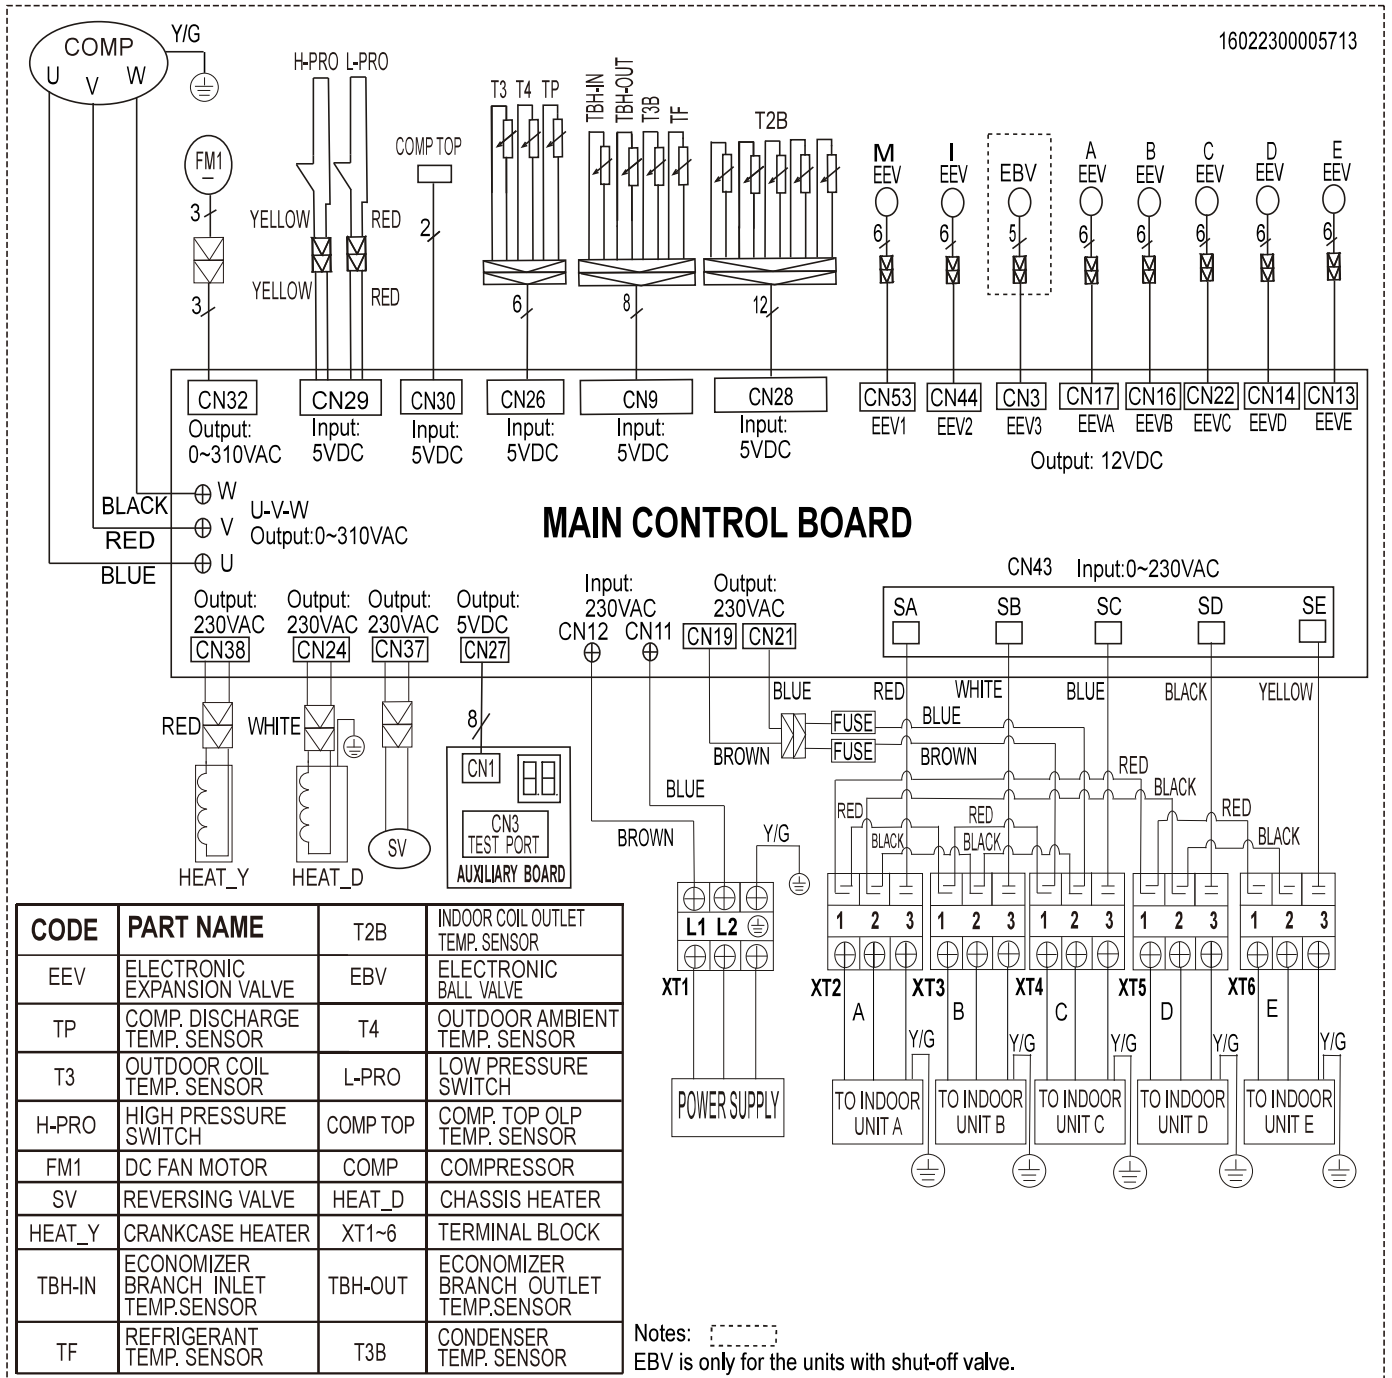 16022300005713
COMP
U V W
Y/G
FM1
3
3
H-PRO L-PRO
YELLOW RED
YELLOW RED
COMP TOP
2
T3 T4 TP
6
TBH-IN TBH-OUT T3B TF
8
T2B
12
M EEV
6
I EEV
6
EBV
5
A EEV
6
B EEV
6
C EEV
6
D EEV
6
E EEV
6
CN32
Output:
0~310VAC
CN29
Input:
5VDC
CN30
Input:
5VDC
CN26
Input:
5VDC
CN9
Input:
5VDC
CN28
Input:
5VDC
CN53 CN44 CN3 CN17 CN16 CN22 CN14 CN13
EEV1 EEV2 EEV3 EEVA EEVB EEVC EEVD EEVE
Output: 12VDC
BLACK W
RED V
BLUE U
U-V-W
Output:0~310VAC
MAIN CONTROL BOARD
Output:
230VAC
CN38
Output:
230VAC
CN24
Output:
230VAC
CN37
Output:
5VDC
CN27
Input:
230VAC
CN12 CN11
Output:
230VAC
CN19 CN21
CN43 Input:0~230VAC
SA SB SC SD SE
RED WHITE BLUE BLACK YELLOW
RED
HEAT_Y
WHITE
HEAT_D
SV
8
CN1
CN3
TEST PORT
AUXILIARY BOARD
BLUE
BROWN
FUSE BLUE
FUSE BROWN
BLUE
BROWN
Y/G
RED
BLACK
RED
BLACK
RED
BLACK
RED
BLACK
L1 L2
XT1
POWER SUPPLY
1 2 3 1 2 3 1 2 3 1 2 3 1 2 3
XT2 XT3 XT4 XT5 XT6
A B C D E
Y/G Y/G Y/G Y/G Y/G
TO INDOOR
UNIT A
TO INDOOR
UNIT B
TO INDOOR
UNIT C
TO INDOOR
UNIT D
TO INDOOR
UNIT E
CODE PART NAME T2B INDOOR COIL OUTLET
TEMP. SENSOR
EEV ELECTRONIC
EXPANSION VALVE
EBV ELECTRONIC
BALL VALVE
TP COMP. DISCHARGE
TEMP. SENSOR
T4 OUTDOOR AMBIENT
TEMP. SENSOR
T3 OUTDOOR COIL
TEMP. SENSOR
L-PRO LOW PRESSURE
SWITCH
H-PRO HIGH PRESSURE
SWITCH
COMP TOP COMP. TOP OLP
TEMP. SENSOR
FM1 DC FAN MOTOR COMP COMPRESSOR
SV REVERSING VALVE HEAT_D CHASSIS HEATER
HEAT_Y CRANKCASE HEATER XT1~6 TERMINAL BLOCK
TBH-IN ECONOMIZER
BRANCH INLET
TEMP.SENSOR
TBH-OUT ECONOMIZER
BRANCH OUTLET
TEMP.SENSOR
TF REFRIGERANT
TEMP. SENSOR
T3B CONDENSER
TEMP. SENSOR
Notes:
EBV is only for the units with shut-off valve.